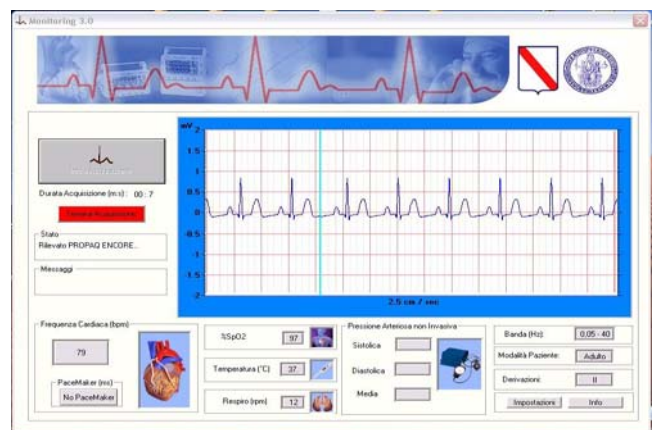 Monitoring 3.0
mV
2
1.5
1
0.5
0
-0.5
-1
-1.5
-2
2.5 cm / sec
Durata Acquisizione (m:s) : 00 : 7
Termina Acquisizione
Stato
Rilevato PROPAQ ENCORE...
Messaggi
Frequenza Cardiaca (bpm)
79
PaceMaker (ms)
No PaceMaker
%SpO2 97
Temperatura (°C) 37
Respiro (rpm) 12
Pressione Arteriosa non Invasiva
Sistolica
Diastolica
Media
Banda (Hz): 0.05 - 40
Modalità Paziente: Adulto
Derivazioni: II
Impostazioni Info